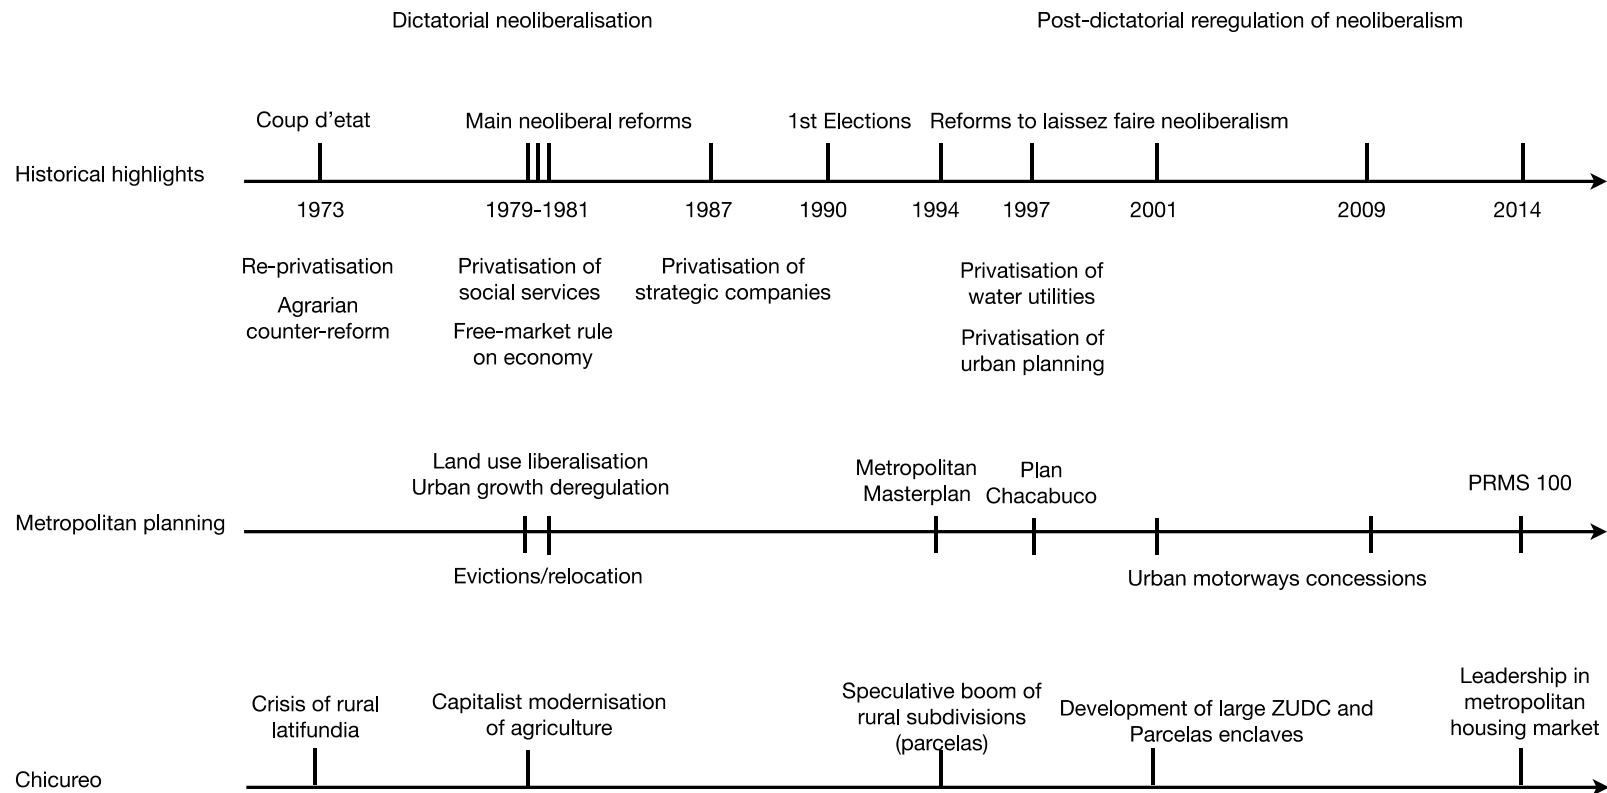 Dictatorial neoliberalisation
Post-dictatorial reregulation of neoliberalism
Coup d'etat
Main neoliberal reforms
1st Elections
Reforms to laissez faire neoliberalism
Historical highlights
1973
1979-1981
1987
1990
1994
1997
2001
2009
2014
Re-privatisation
Agrarian
counter-reform
Privatisation of
social services
Free-market rule
on economy
Privatisation of
strategic companies
Privatisation of
water utilities
Privatisation of
urban planning
Land use liberalisation
Urban growth deregulation
Metropolitan
Masterplan
Plan
Chacabuco
PRMS 100
Metropolitan planning
Evictions/relocation
Urban motorways concessions
Crisis of rural
latifundia
Capitalist modernisation
of agriculture
Speculative boom of
rural subdivisions
(parcelas)
Development of large ZUDC and
Parcelas enclaves
Leadership in
metropolitan
housing market
Chicureo